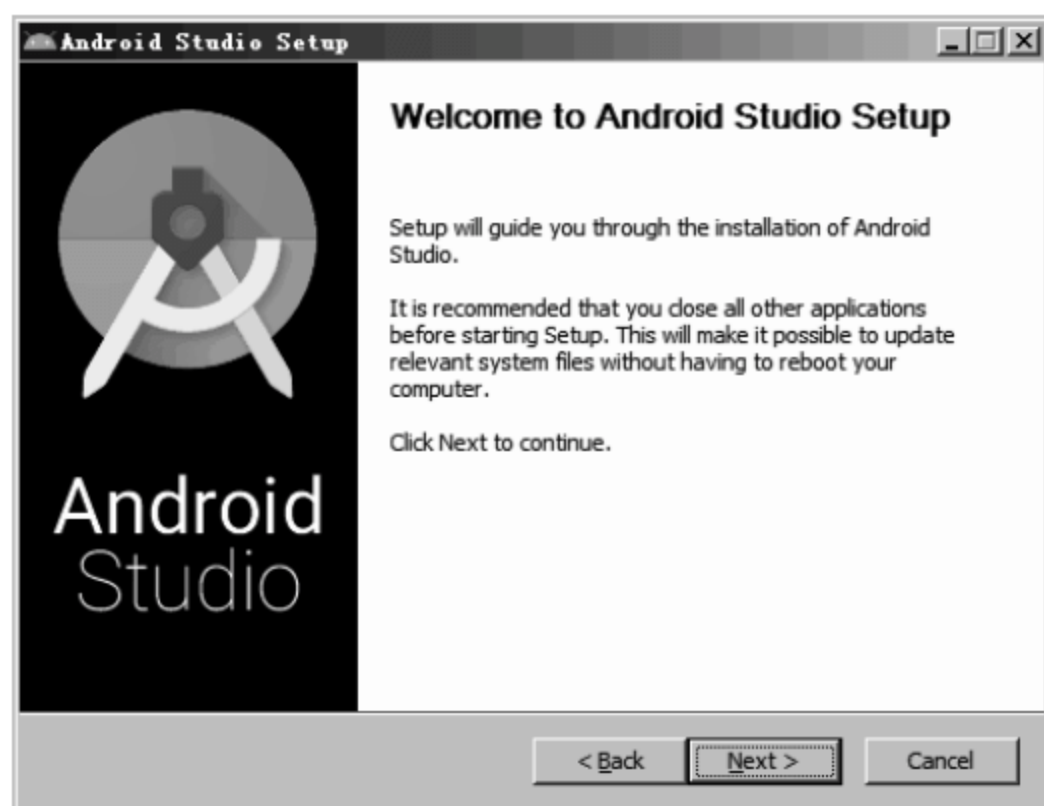 Android Studio Setup
Welcome to Android Studio Setup
Setup will guide you through the installation of Android
Studio.
It is recommended that you close all other applications
before starting Setup. This will make it possible to update
relevant system files without having to reboot your
computer.
Click Next to continue.
Android
Studio
< Back
Next >
Cancel